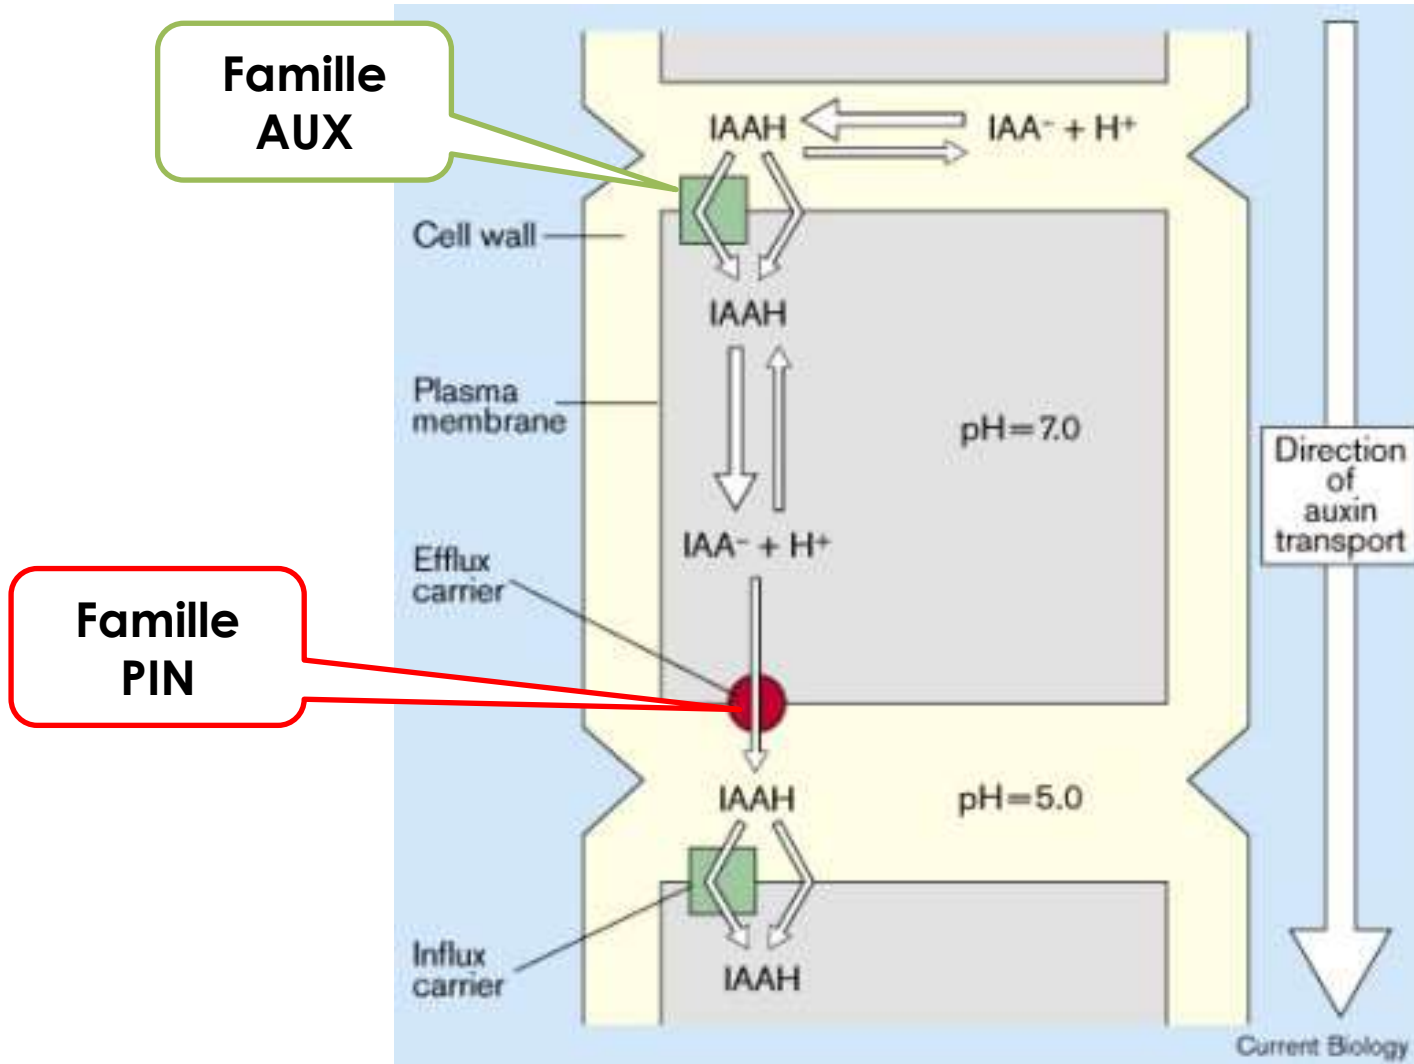 Famille
AUX
IAAH
IAA⁻ + H⁺
Cell wall
IAAH
Plasma
membrane
pH=7.0
Direction
of
auxin
transport
IAA⁻ + H⁺
Efflux
carrier
Famille
PIN
IAAH
pH=5.0
Influx
carrier
IAAH
Current Biology